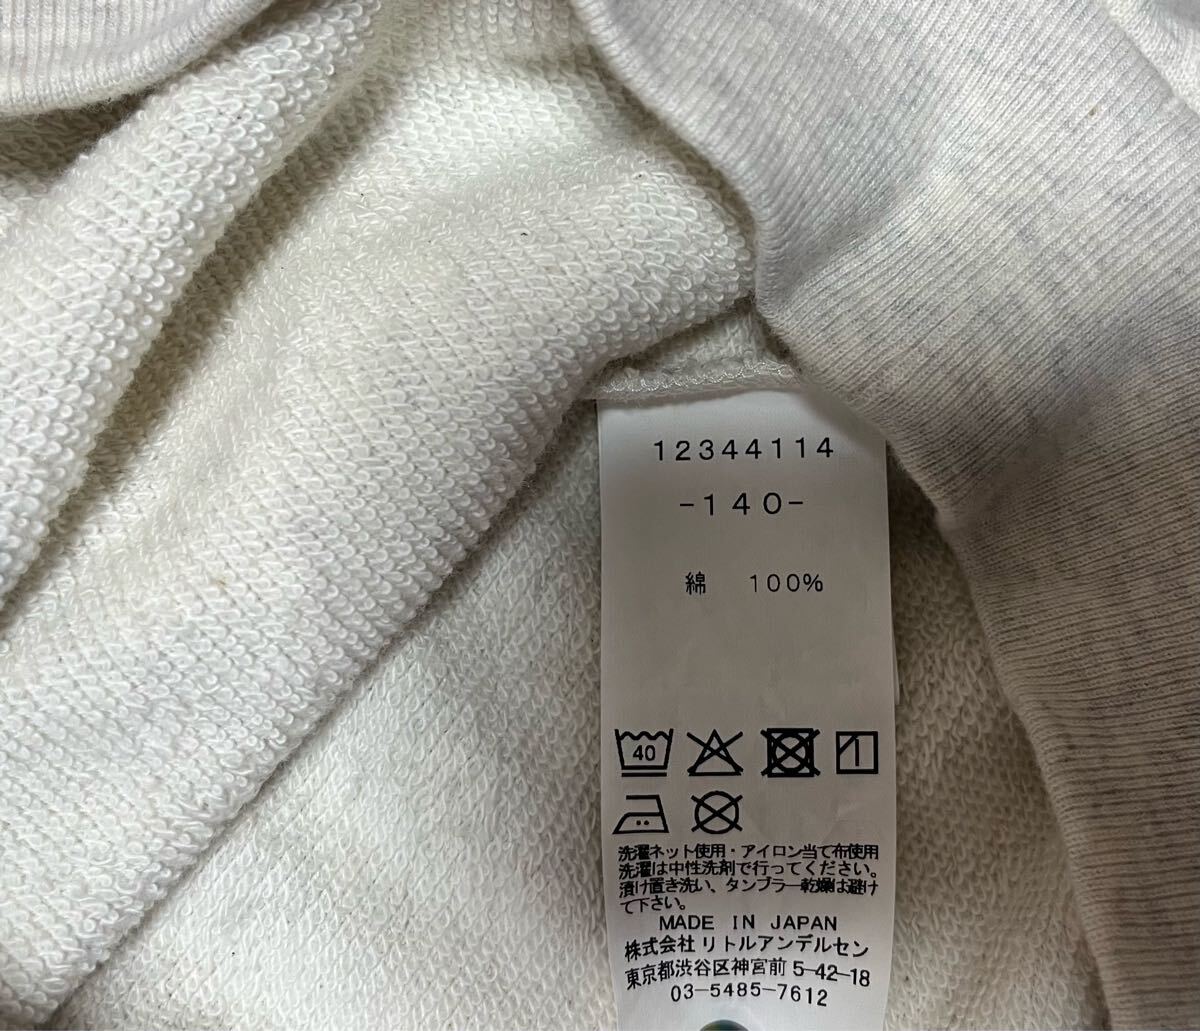 12344114
-140-
綿 100%
40
洗濯ネット使用・アイロン当て布使用
洗濯は中性洗剤で行ってください。
漬け置き洗い、タンブラー乾燥は避け
て下さい。
MADE IN JAPAN
株式会社リトルアンデルセン
東京都渋谷区神宮前5-42-18
03-5485-7612